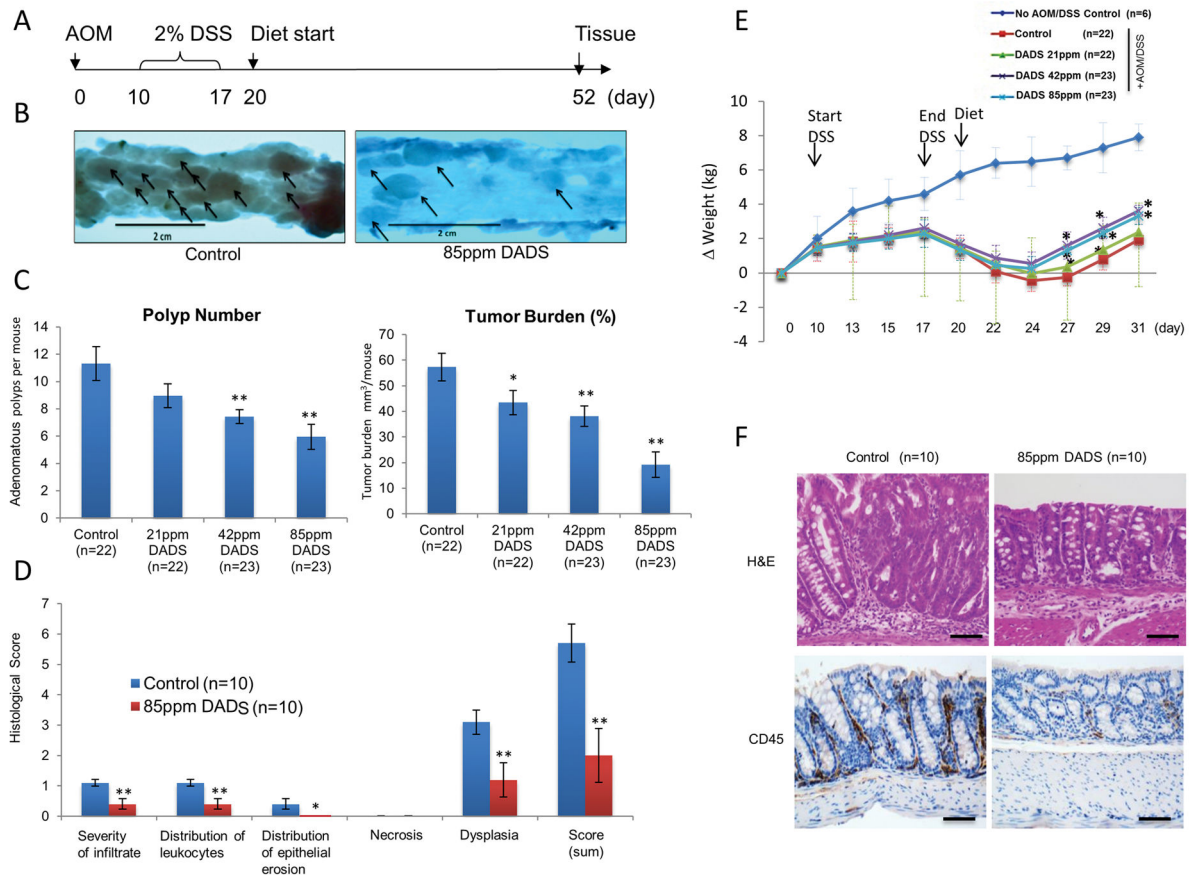 A
AOM
2% DSS
Diet start
Tissue
0
10
17
20
52
(day)
B
2 cm
2 cm
Control
85ppm DADS
C
Polyp Number
Adenomatous polyps per mouse
14
12
10
8
6
4
2
0
**
**
Control
(n=22)
21ppm
DADS
(n=22)
42ppm
DADS
(n=23)
85ppm
DADS
(n=23)
Tumor Burden (%)
Tumor burden mm³/mouse
70
60
50
40
30
20
10
0
*
**
**
Control
(n=22)
21ppm
DADS
(n=22)
42ppm
DADS
(n=23)
85ppm
DADS
(n=23)
D
Histological Score
7
6
5
4
3
2
1
0
Control (n=10)
85ppm DADS (n=10)
**
**
*
**
**
Severity
of infiltrate
Distribution of
leukocytes
Distribution
of epithelial
erosion
Necrosis
Dysplasia
Score
(sum)
E
No AOM/DSS Control (n=6)
Control (n=22)
DADS 21ppm (n=22)
DADS 42ppm (n=23)
DADS 85ppm (n=23)
+AOM/DSS
Δ Weight (kg)
10
8
6
4
2
0
-2
-4
Start
DSS
End
DSS
Diet
0 10 13 15 17 20 22 24 27 29 31 (day)
F
Control (n=10)
85ppm DADS (n=10)
H&E
CD45